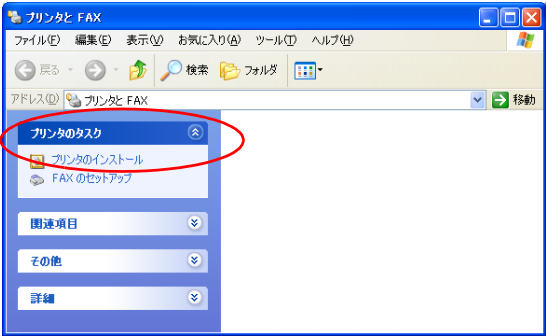 プリンタと FAX
ファイル(F) 編集(E) 表示(V) お気に入り(A) ツール(T) ヘルプ(H)
戻る 検索 フォルダ
アドレス(D) プリンタと FAX 移動
プリンタのタスク
プリンタのインストール
FAX のセットアップ
関連項目
その他
詳細